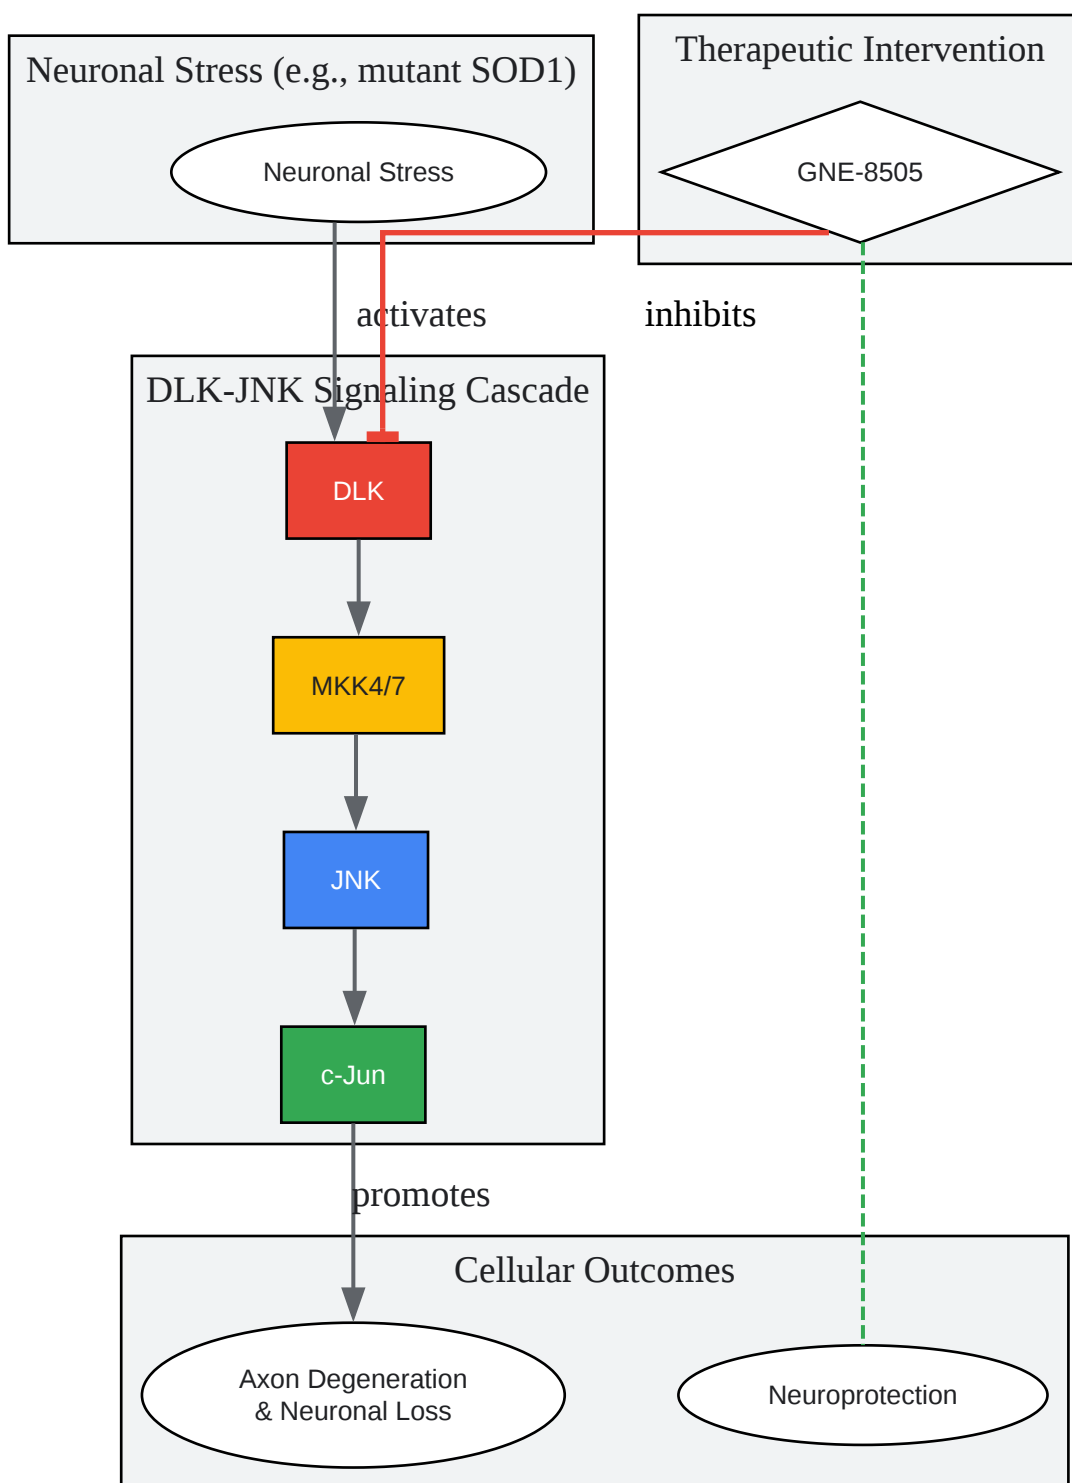 Neuronal Stress (e.g., mutant SOD1)
Therapeutic Intervention
Neuronal Stress
GNE-8505
activates
inhibits
DLK-JNK Signaling Cascade
DLK
MKK4/7
JNK
c-Jun
promotes
Cellular Outcomes
Axon Degeneration
& Neuronal Loss
Neuroprotection